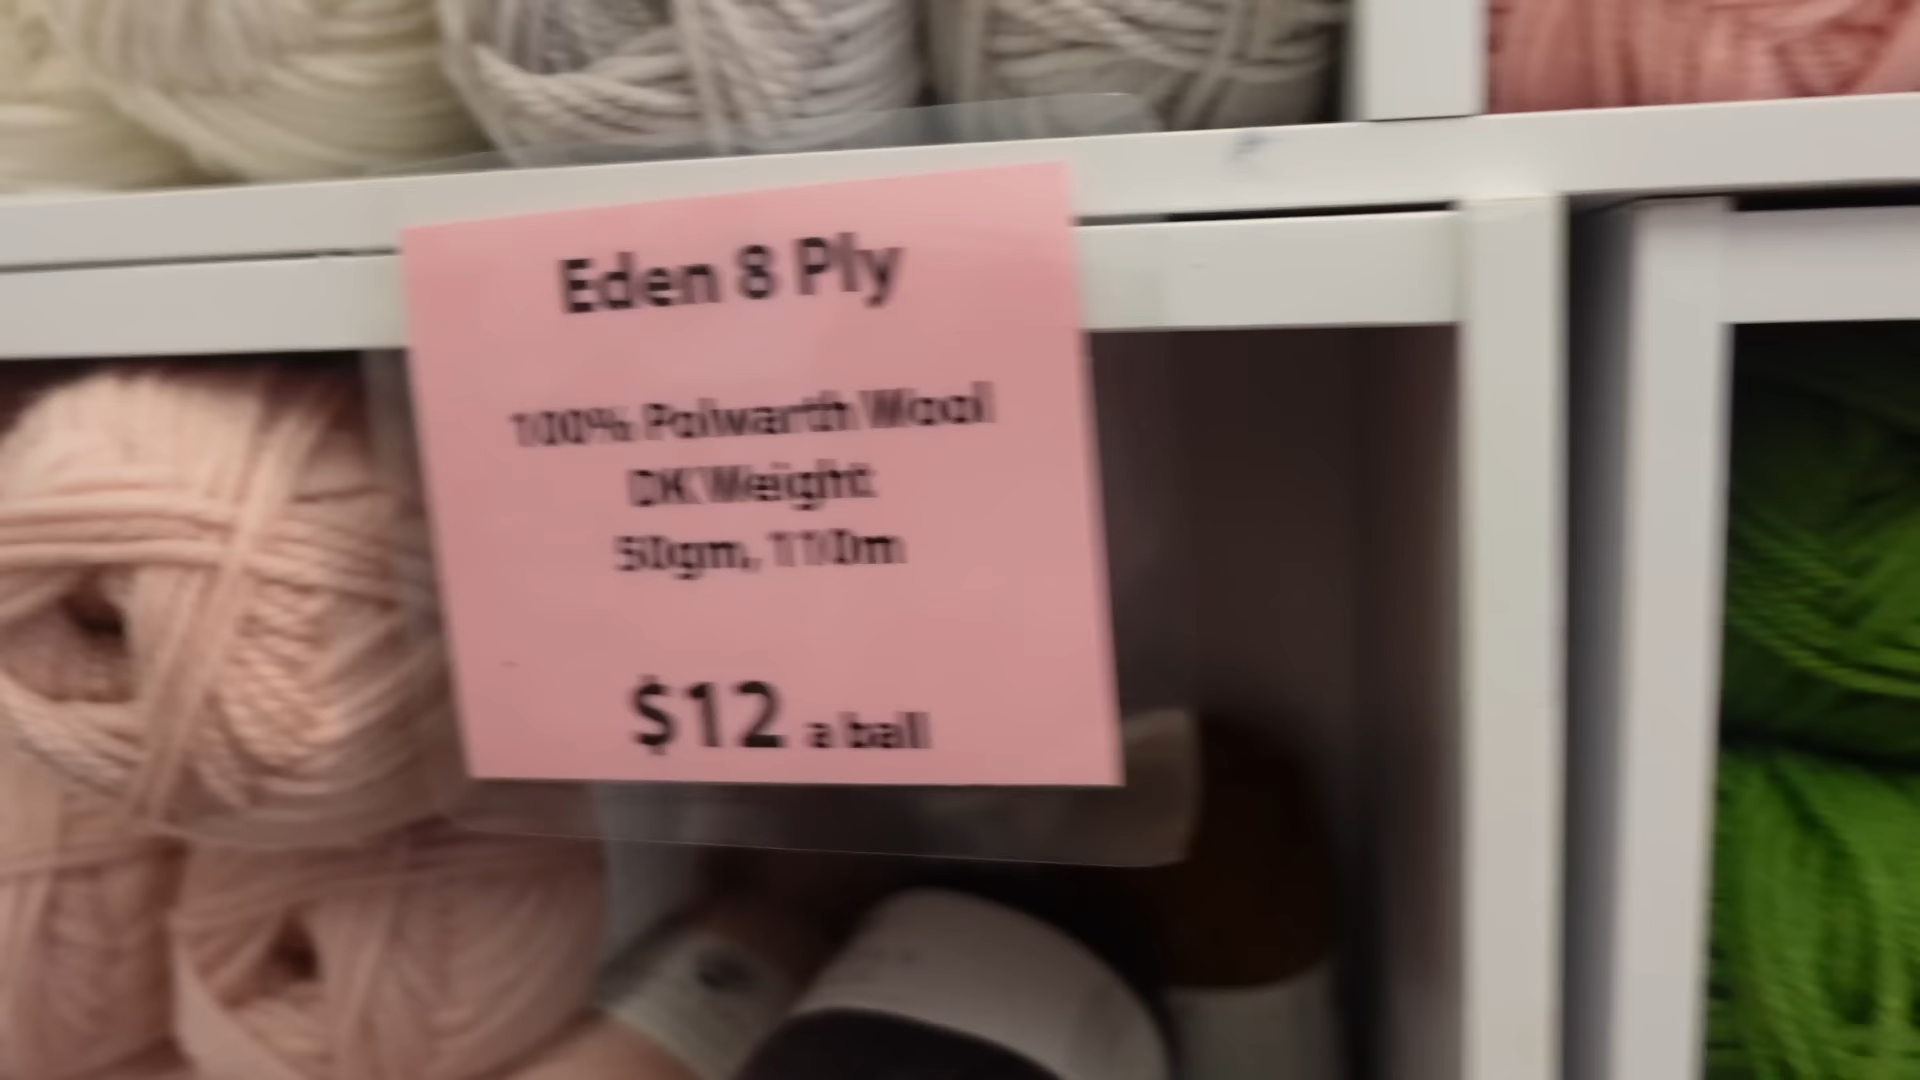 Eden 8 Ply
100% Polwarth Wool
DK Weight
50gm, 110m
$12 a ball